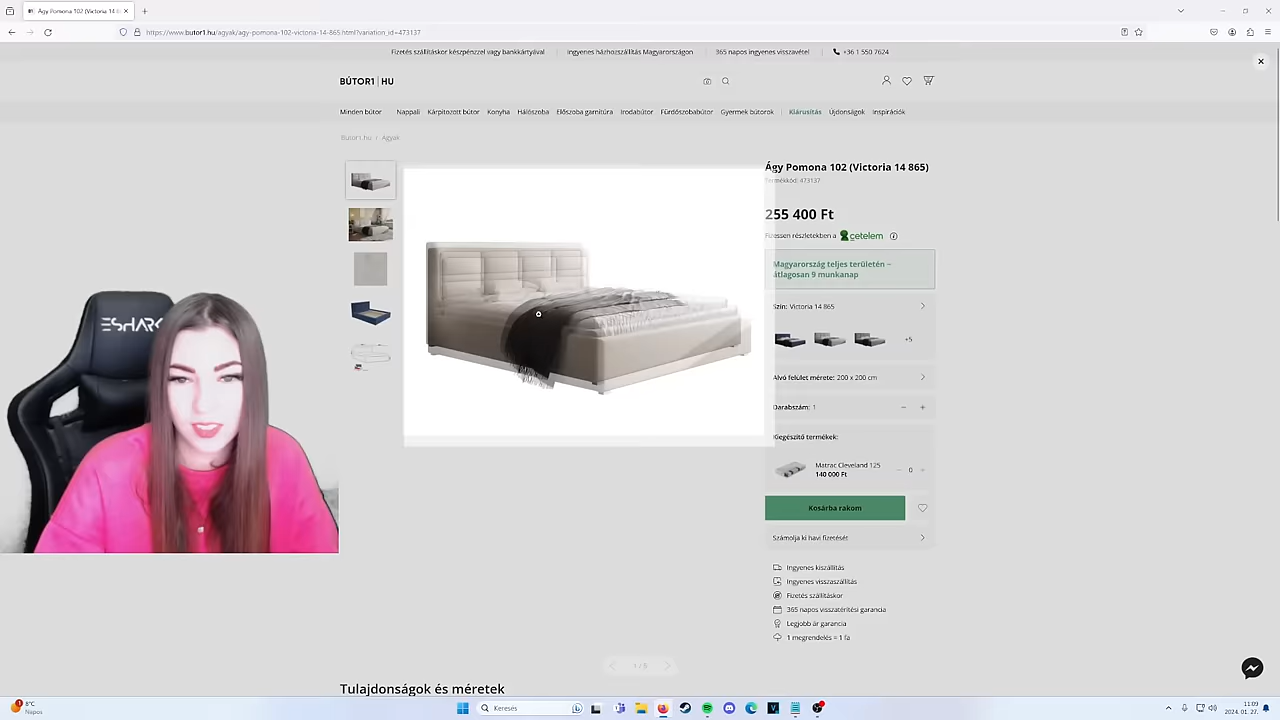 Ágy Pomona 102 (Victoria 14 8
https://www.butor1.hu/agyak/agy-pomona-102-victoria-14-865.html?variation_id=473137
Fizetés szállításkor készpénzzel vagy bankkártyával
Ingyenes házhozszállítás Magyarországon
365 napos ingyenes visszavétel
+36 1 550 7624
BÚTOR1 | HU
Minden bútor
Nappali
Kárpitozott bútor
Konyha
Hálószoba
Előszoba garnitúra
Irodabútor
Fürdőszobabútor
Gyermek bútorok
Kiárusítás
Újdonságok
Inspirációk
Bútor1.hu / Ágyak
Ágy Pomona 102 (Victoria 14 865)
Termékkód: 473137
255 400 Ft
Fizessen részletekben a cetelem
Magyarország teljes területén ~
átlagosan 9 munkanap
Szín: Victoria 14 865
+5
Alvó felület mérete: 200 x 200 cm
Darabszám: 1
Kiegészítő termékek:
Matrac Cleveland 125
140 000 Ft
0
Kosárba rakom
Számolja ki havi fizetését
Ingyenes kiszállítás
Ingyenes visszaszállítás
Fizetés szállításkor
365 napos visszatérítési garancia
Legjobb ár garancia
1 megrendelés = 1 fa
1 / 5
Tulajdonságok és méretek
ESHARK
8°C
Napos
Keresés
11:09
2024. 01. 27.